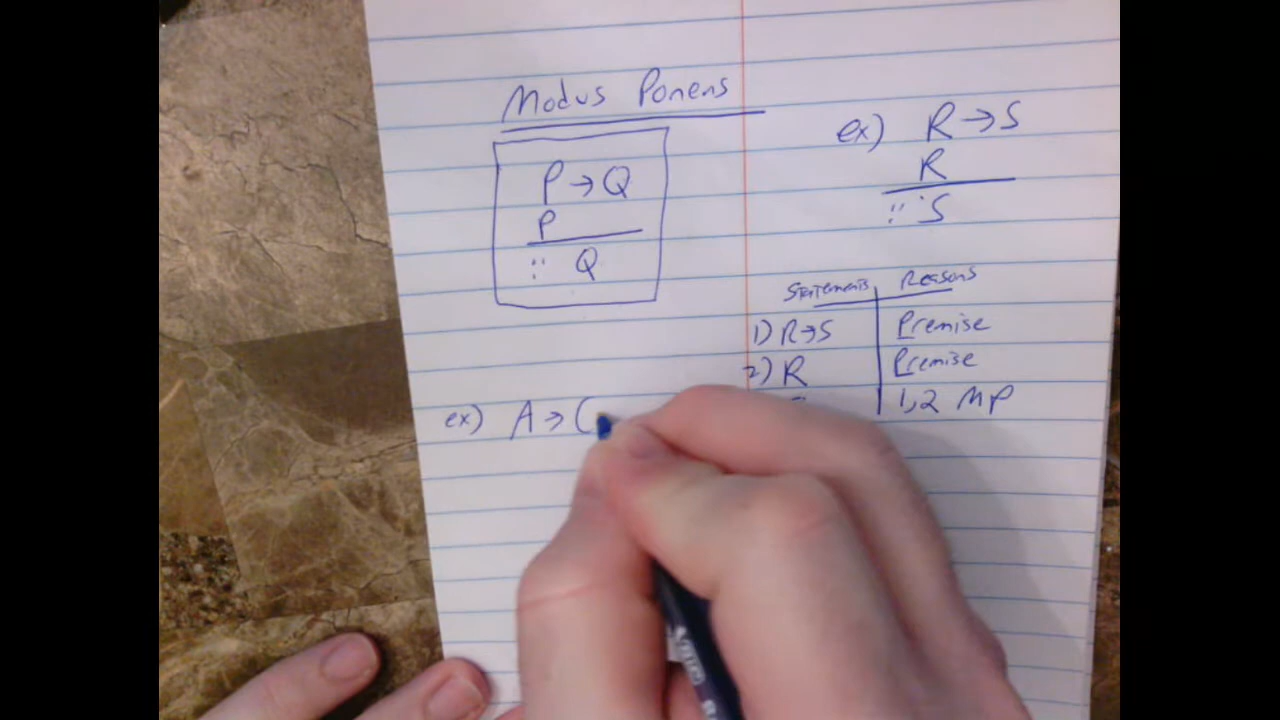 Modus Ponens
P → Q
P
∴ Q
ex) R → S
R
∴ S
Statements Reasons
1) R → S Premise
2) R Premise
1,2 MP
ex) A → (